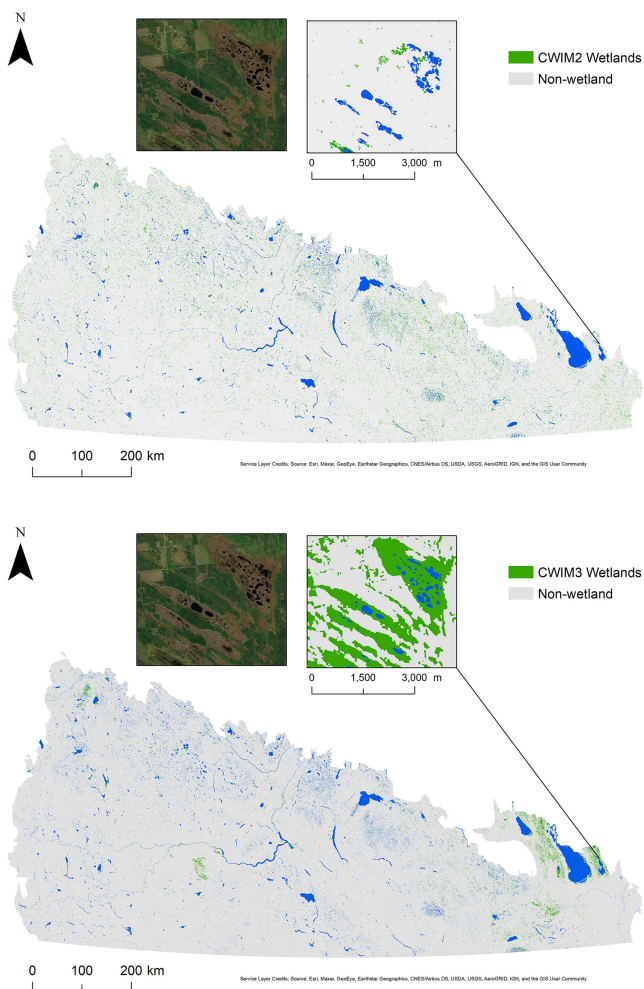 N
CWIM2 Wetlands
Non-wetland
0 1,500 3,000 m
0 100 200 km
Service Layer Credits: Source: Esri, Maxar, GeoEye, Earthstar Geographics, CNES/Airbus DS, USDA, USGS, AeroGRID, IGN, and the GIS User Community
N
CWIM3 Wetlands
Non-wetland
0 1,500 3,000 m
0 100 200 km
Service Layer Credits: Source: Esri, Maxar, GeoEye, Earthstar Geographics, CNES/Airbus DS, USDA, USGS, AeroGRID, IGN, and the GIS User Community